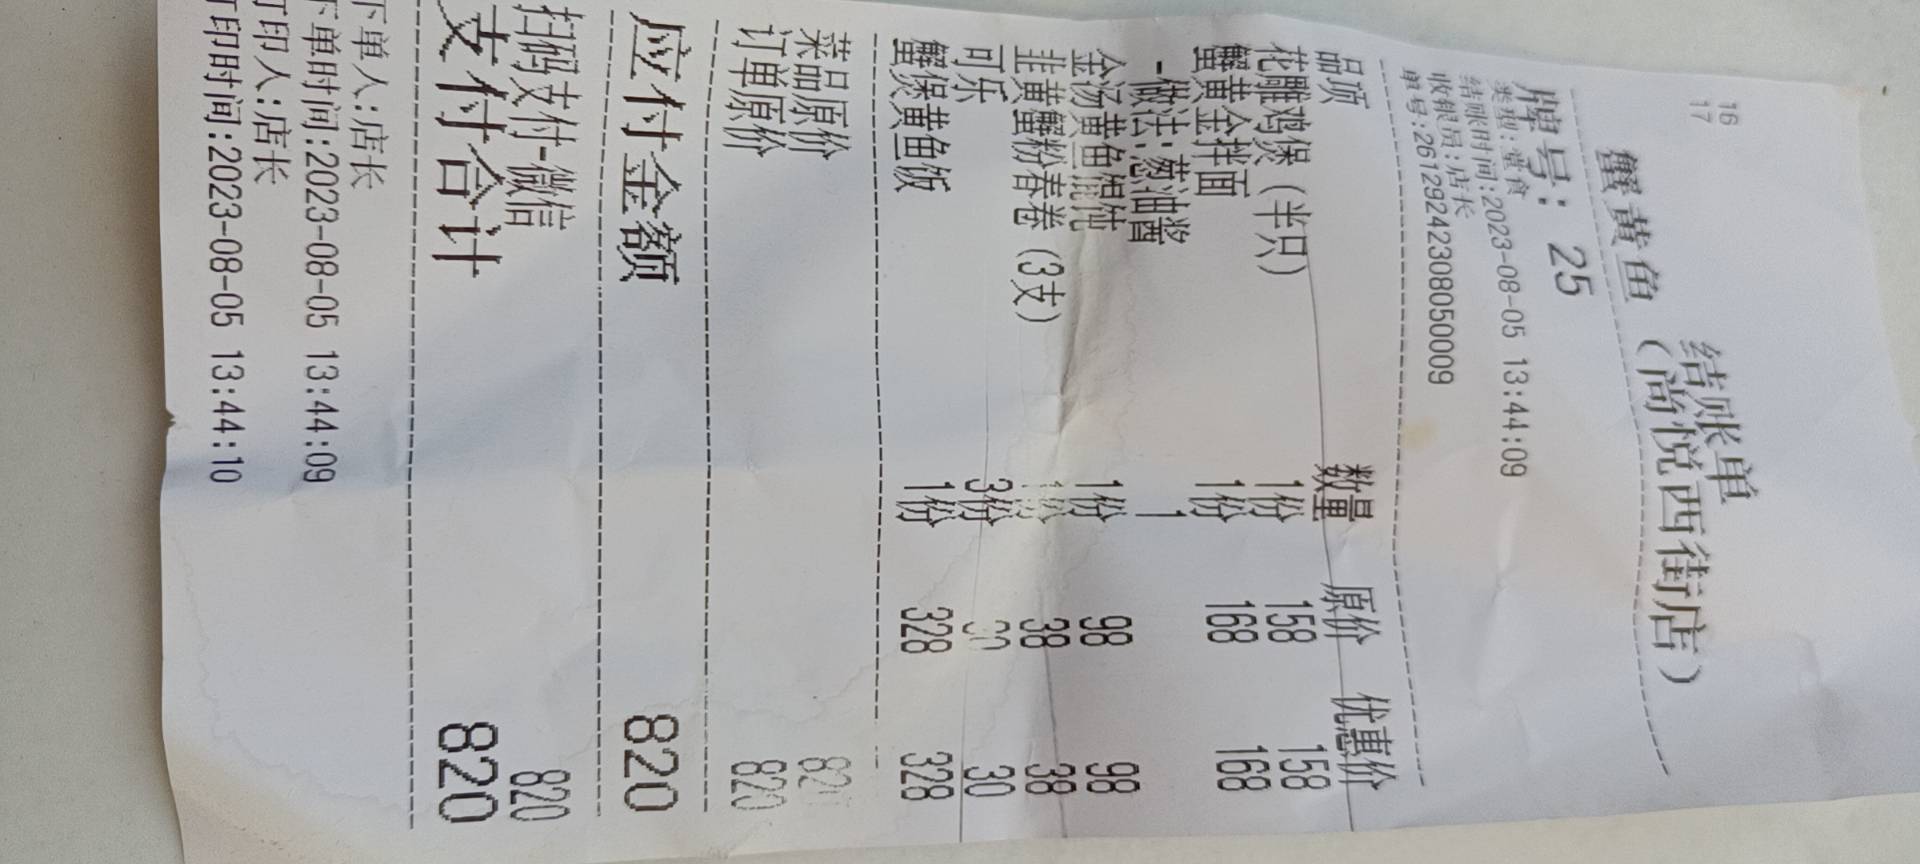 16
17
结账单
蟹黄鱼（尚悦西街店）
牌号：25
类型:堂食
结账时间:2023-08-05 13:44:09
收银员:店长
单号:26129242308050009
品项 数量 原价 优惠价
花雕鸡煲（半只） 1份 158 158
蟹黄金拌面 1份 168 168
-做法:葱油酱 1
金汤黄鱼馄饨 1份 98 98
韭黄蟹粉春卷（3支） 1份 38 38
可乐 3份 30 30
蟹煲黄鱼饭 1份 328 328
菜品原价 820
订单原价 820
应付金额 820
扫码支付-微信 820
支付合计 820
下单人:店长
下单时间:2023-08-05 13:44:09
打印人:店长
打印时间:2023-08-05 13:44:10